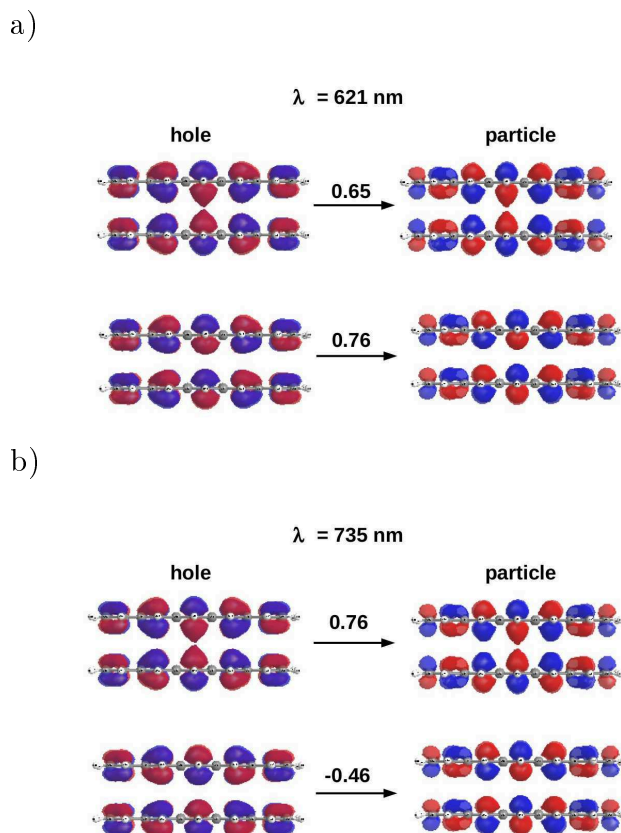 a)
λ = 621 nm
hole particle
0.65
0.76
b)
λ = 735 nm
hole particle
0.76
-0.46